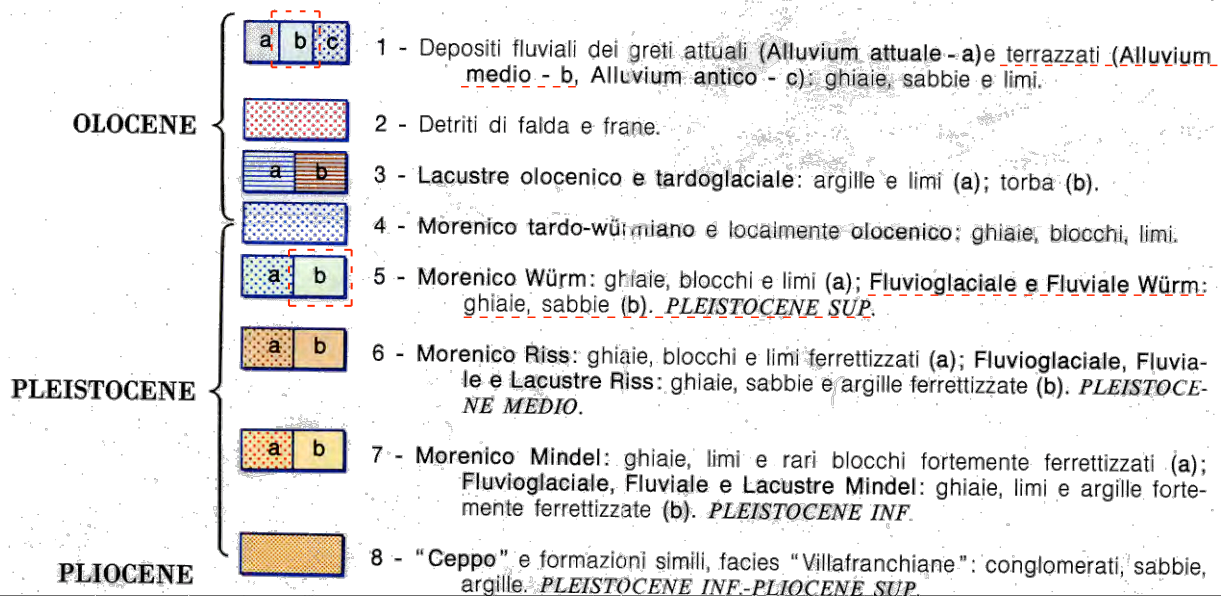 a b c 1 - Depositi fluviali dei greti attuali (Alluvium attuale - a)e terrazzati (Alluvium
medio - b, Alluvium antico - c): ghiaie, sabbie e limi.
OLOCENE
2 - Detriti di falda e frane.
a b 3 - Lacustre olocenico e tardoglaciale: argille e limi (a); torba (b).
4 - Morenico tardo-würmiano e localmente olocenico: ghiaie, blocchi, limi.
a b 5 - Morenico Würm: ghiaie, blocchi e limi (a); Fluvioglaciale e Fluviale Würm:
ghiaie, sabbie (b). PLEISTOCENE SUP.
a b 6 - Morenico Riss: ghiaie, blocchi e limi ferrettizzati (a); Fluvioglaciale, Fluvia-
le e Lacustre Riss: ghiaie, sabbie e argille ferrettizzate (b). PLEISTOCE-
NE MEDIO.
PLEISTOCENE
a b 7 - Morenico Mindel: ghiaie, limi e rari blocchi fortemente ferrettizzati (a);
Fluvioglaciale, Fluviale e Lacustre Mindel: ghiaie, limi e argille forte-
mente ferrettizzate (b). PLEISTOCENE INF.
8 - "Ceppo" e formazioni simili, facies "Villafranchiane": conglomerati, sabbie,
argille. PLEISTOCENE INF.-PLIOCENE SUP.
PLIOCENE